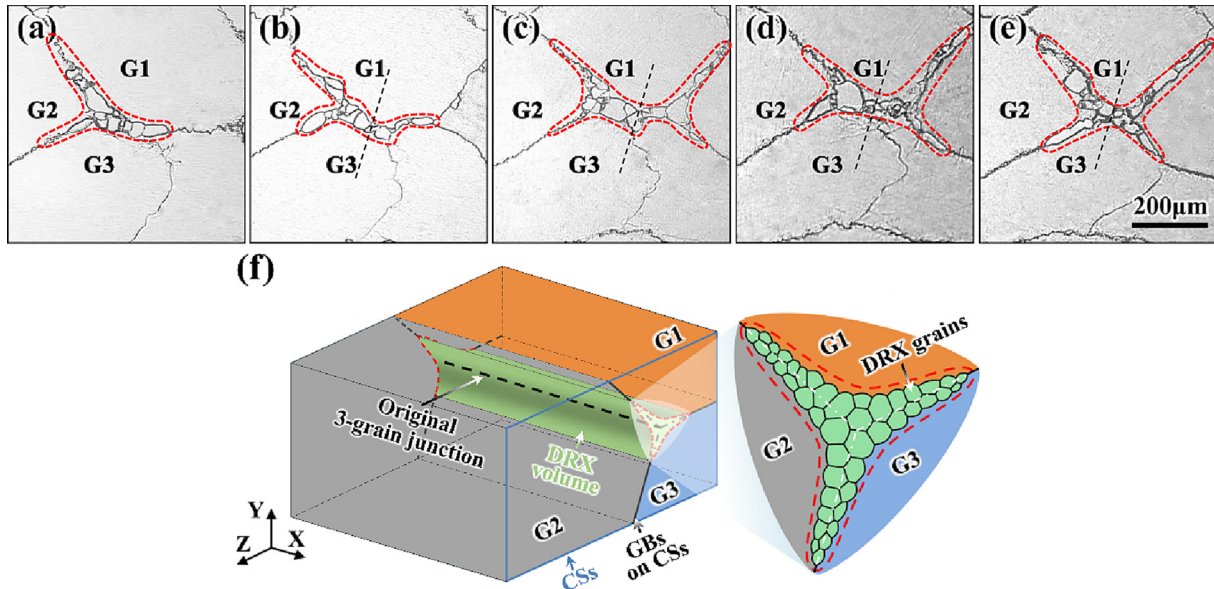 (a)
G1
G2
G3
(b)
G1
G2
G3
(c)
G1
G2
G3
(d)
G1
G2
G3
(e)
G1
G2
G3
200μm
(f)
G1
Original
3-grain junction
DRX
volume
G3
G2
GBs
on CSs
CSs
Y
Z
X
G1
DRX grains
G2
G3